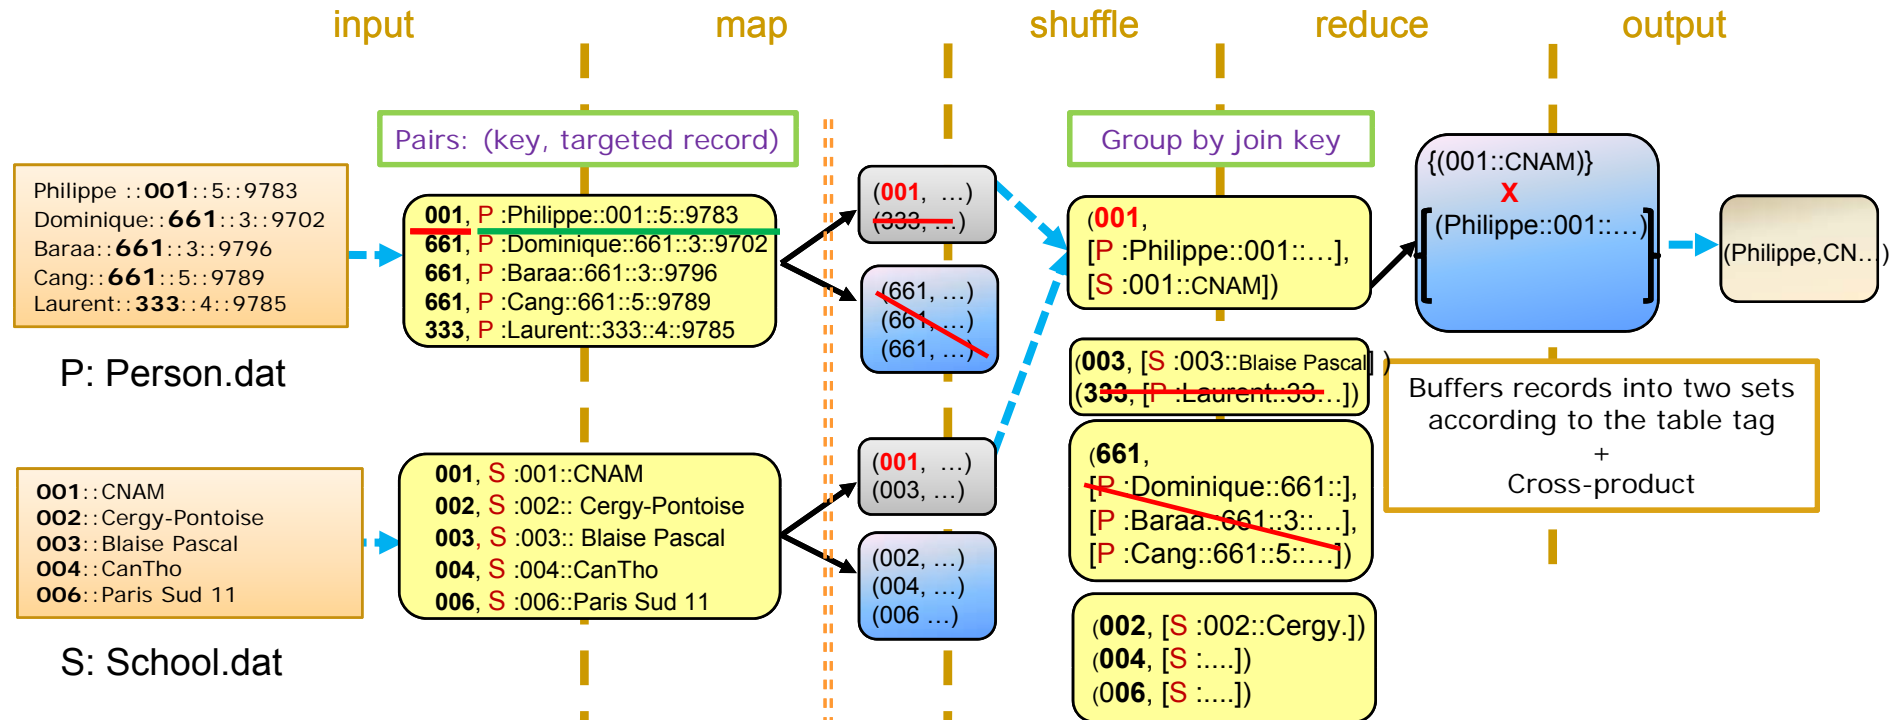 input
map
shuffle
reduce
output
Pairs: (key, targeted record)
Group by join key
Philippe ::001::5::9783
Dominique::661::3::9702
Baraa::661::3::9796
Cang::661::5::9789
Laurent::333::4::9785
P: Person.dat
001, P :Philippe::001::5::9783
661, P :Dominique::661::3::9702
661, P :Baraa::661::3::9796
661, P :Cang::661::5::9789
333, P :Laurent::333::4::9785
(001, ...)
(333, ...)
(661, ...)
(661, ...)
(661, ...)
(001,
[P :Philippe::001::...],
[S :001::CNAM])
{(001::CNAM)}
X
(Philippe::001::...)
(Philippe,CN...)
(003, [S :003::Blaise Pascal] )
(333, [P :Laurent::33...])
Buffers records into two sets
according to the table tag
+
Cross-product
001::CNAM
002::Cergy-Pontoise
003::Blaise Pascal
004::CanTho
006::Paris Sud 11
S: School.dat
001, S :001::CNAM
002, S :002:: Cergy-Pontoise
003, S :003:: Blaise Pascal
004, S :004::CanTho
006, S :006::Paris Sud 11
(001, ...)
(003, ...)
(002, ...)
(004, ...)
(006 ...)
(661,
[P :Dominique::661::],
[P :Baraa::661::3::...],
[P :Cang::661::5::...])
(002, [S :002::Cergy.])
(004, [S :....])
(006, [S :....])